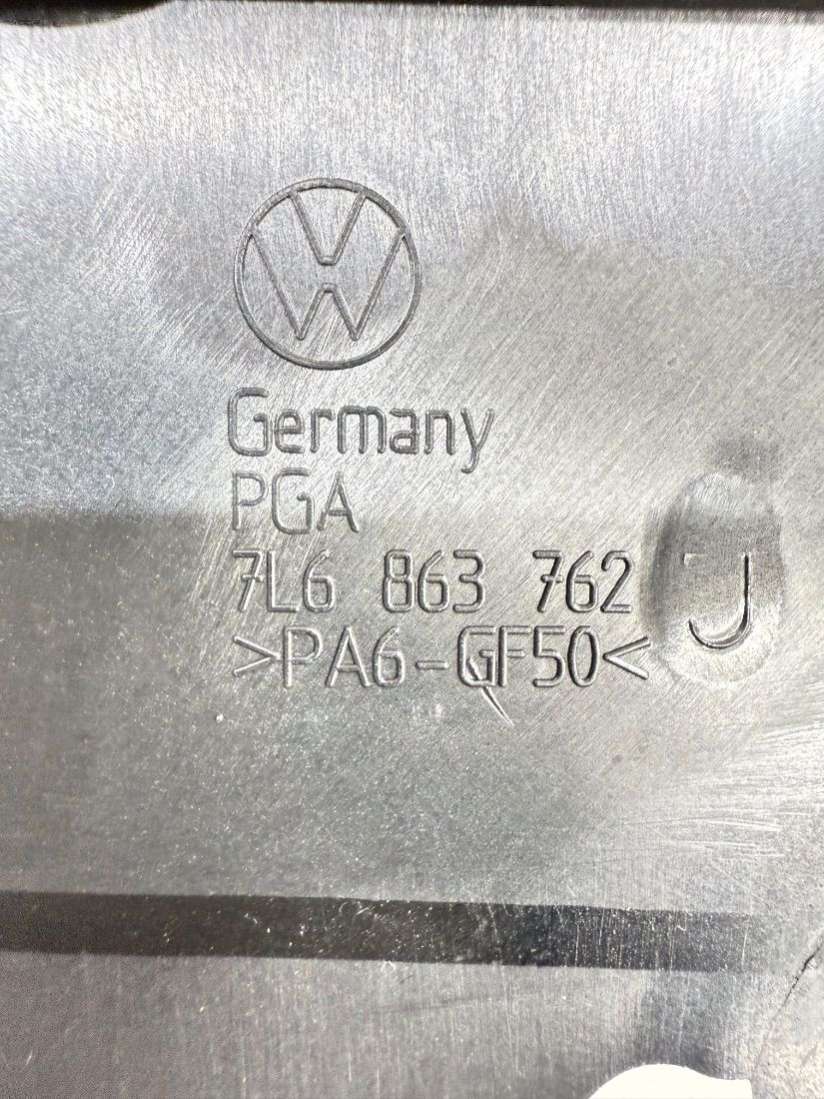 Germany
PGA
7L6 863 762 J
>PA6-GF50<